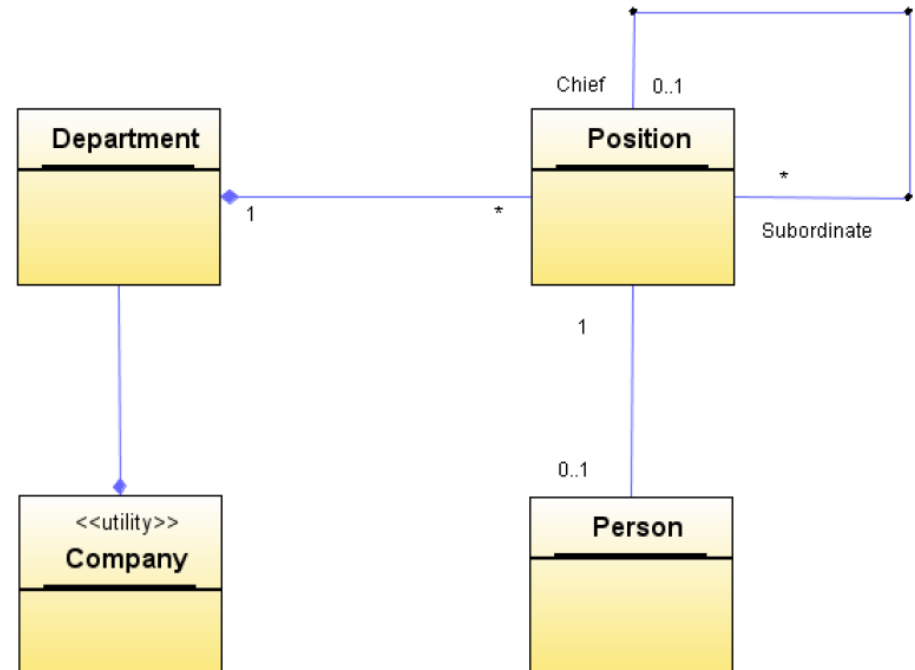 Chief
0..1
Department
Position
*
1
*
Subordinate
1
0..1
<<utility>>
Company
Person